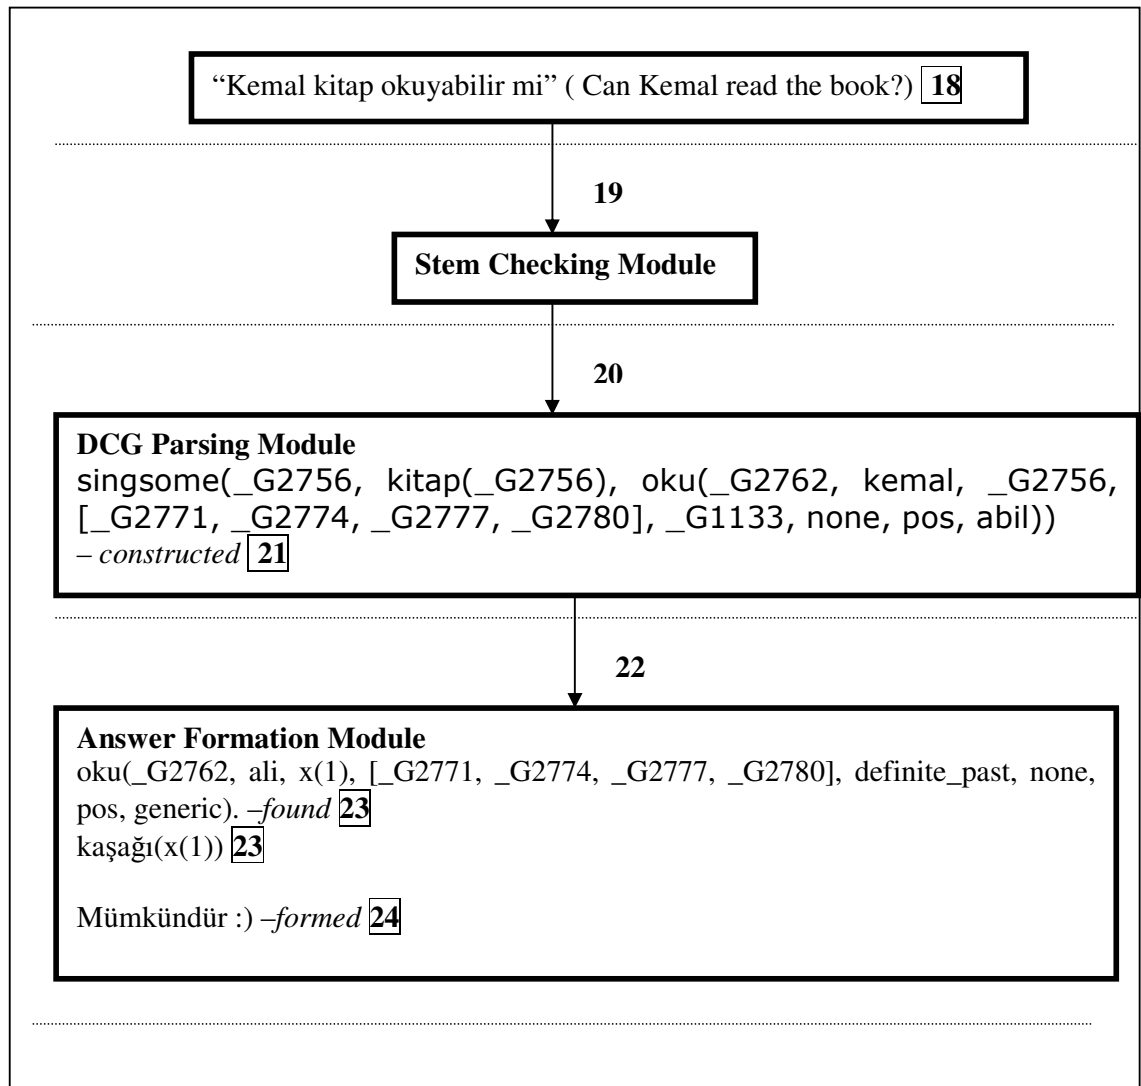 “Kemal kitap okuyabilir mi” ( Can Kemal read the book?) 18
19
Stem Checking Module
20
DCG Parsing Module
singsome(_G2756, kitap(_G2756), oku(_G2762, kemal, _G2756,
[_G2771, _G2774, _G2777, _G2780], _G1133, none, pos, abil))
– constructed 21
22
Answer Formation Module
oku(_G2762, ali, x(1), [_G2771, _G2774, _G2777, _G2780], definite_past, none,
pos, generic). –found 23
kaşağı(x(1)) 23
Mümkündür :) –formed 24